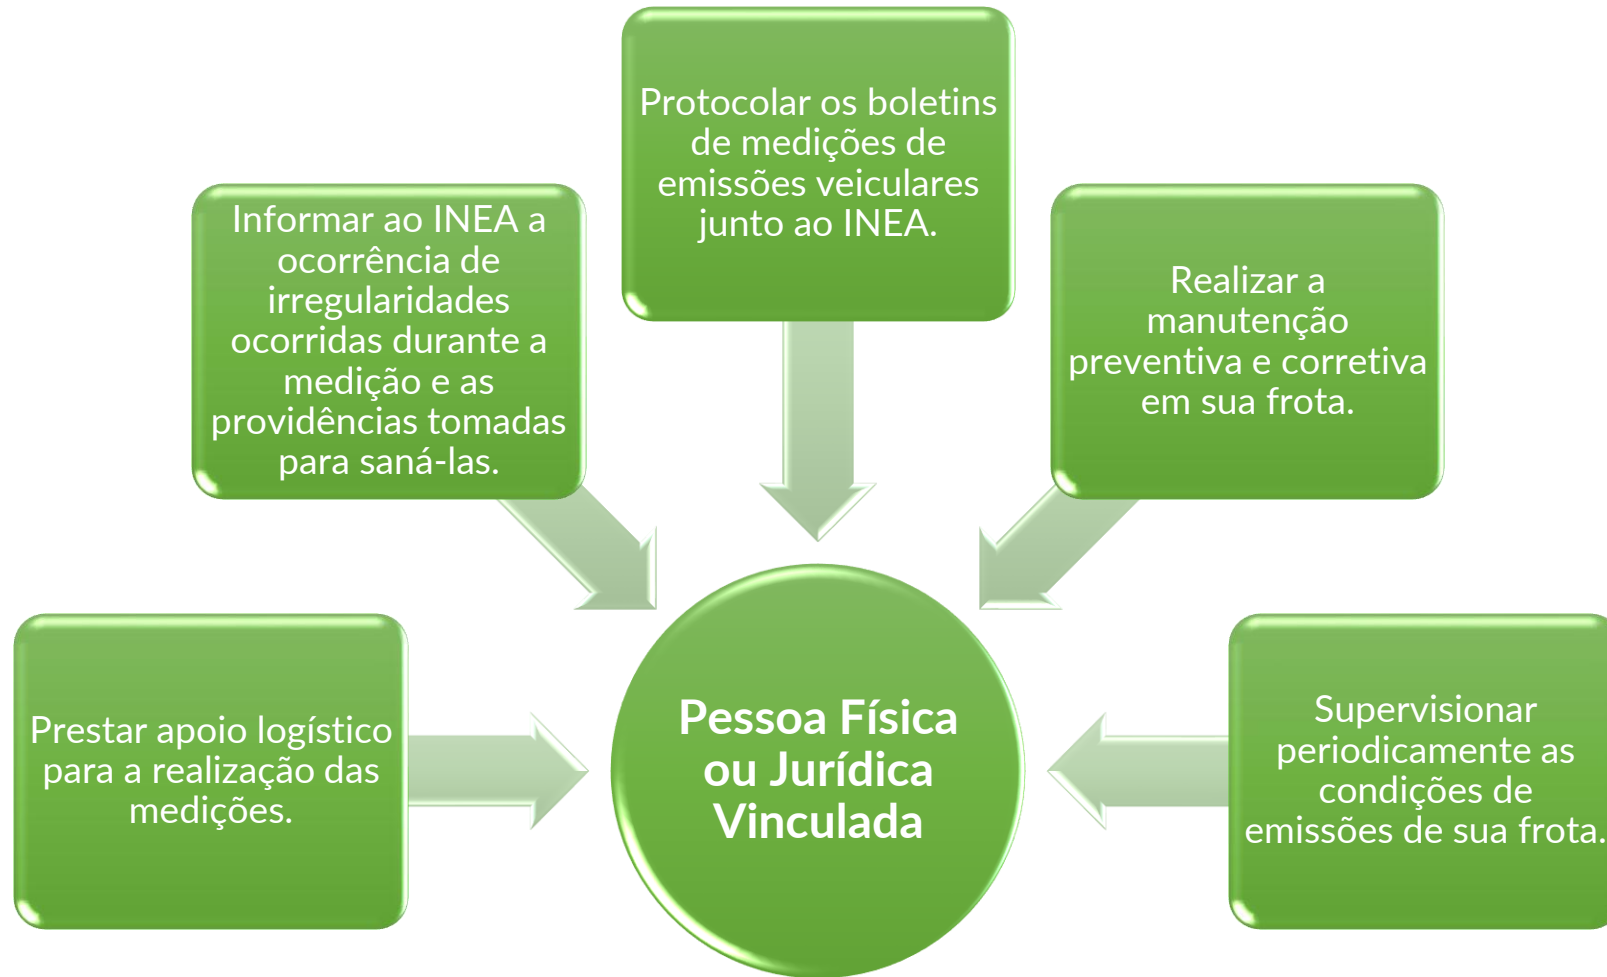 Protocolar os boletins
de medições de
emissões veiculares
junto ao INEA.
Informar ao INEA a
ocorrência de
irregularidades
ocorridas durante a
medição e as
providências tomadas
para saná-las.
Realizar a
manutenção
preventiva e corretiva
em sua frota.
Prestar apoio logístico
para a realização das
medições.
Pessoa Física
ou Jurídica
Vinculada
Supervisionar
periodicamente as
condições de
emissões de sua frota.